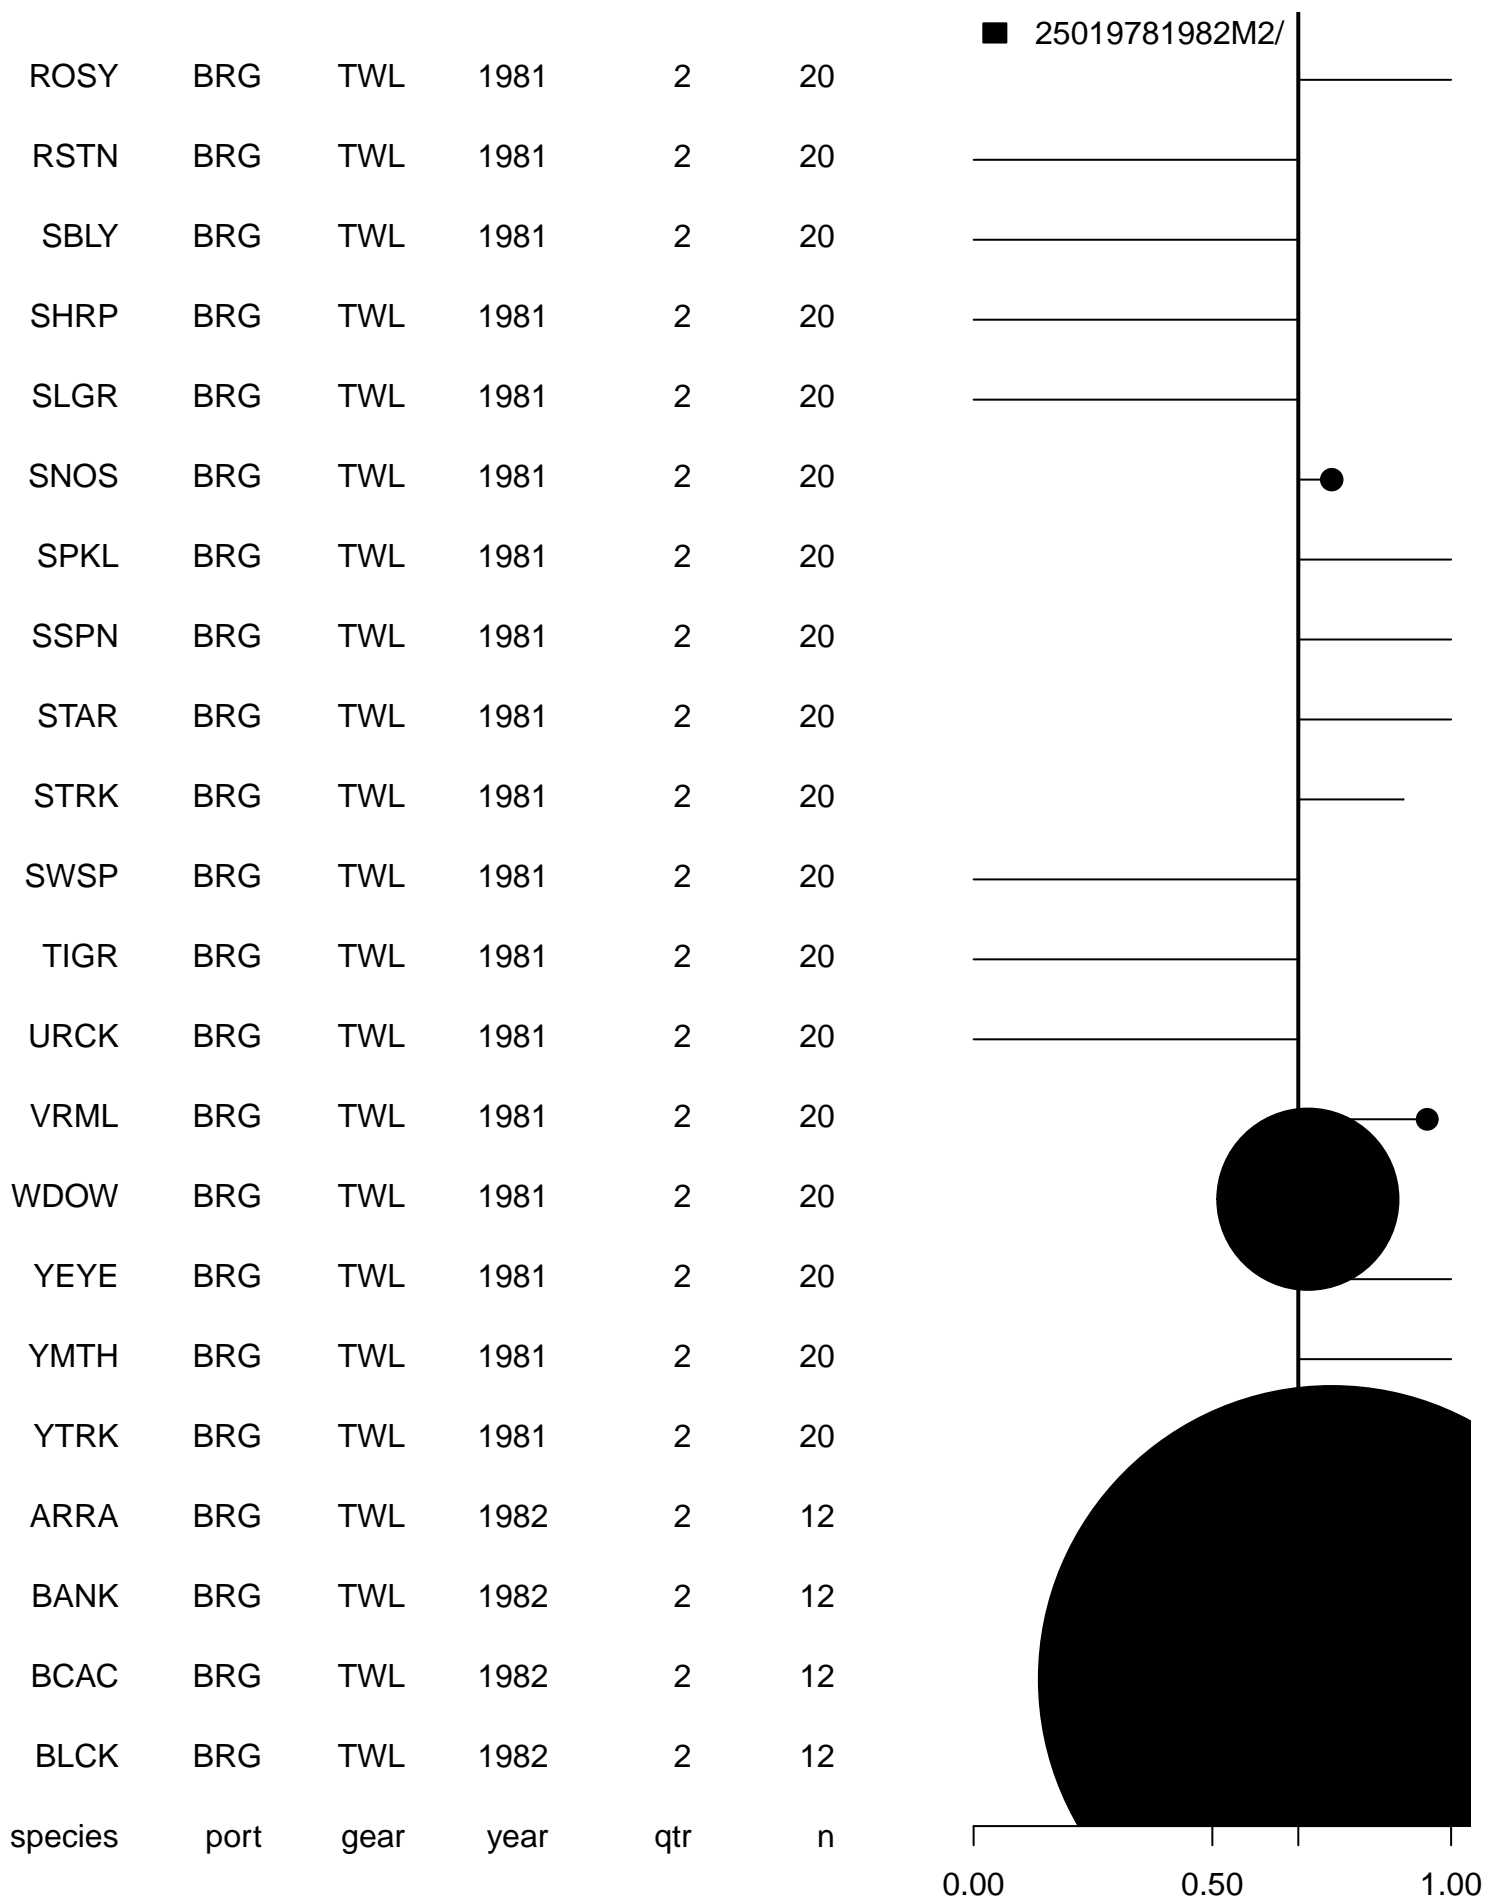 25019781982M2/
ROSY BRG TWL 1981 2 20
RSTN BRG TWL 1981 2 20
SBLY BRG TWL 1981 2 20
SHRP BRG TWL 1981 2 20
SLGR BRG TWL 1981 2 20
SNOS BRG TWL 1981 2 20
SPKL BRG TWL 1981 2 20
SSPN BRG TWL 1981 2 20
STAR BRG TWL 1981 2 20
STRK BRG TWL 1981 2 20
SWSP BRG TWL 1981 2 20
TIGR BRG TWL 1981 2 20
URCK BRG TWL 1981 2 20
VRML BRG TWL 1981 2 20
WDOW BRG TWL 1981 2 20
YEYE BRG TWL 1981 2 20
YMTH BRG TWL 1981 2 20
YTRK BRG TWL 1981 2 20
ARRA BRG TWL 1982 2 12
BANK BRG TWL 1982 2 12
BCAC BRG TWL 1982 2 12
BLCK BRG TWL 1982 2 12
species port gear year qtr n
0.00 0.50 1.00